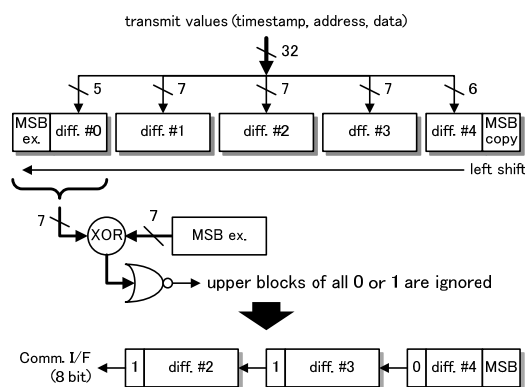 transmit values (timestamp, address, data)
32
5 7 7 7 6
MSB ex. diff. #0 diff. #1 diff. #2 diff. #3 diff. #4 MSB copy
left shift
7 XOR 7 MSB ex.
upper blocks of all 0 or 1 are ignored
Comm. I/F (8 bit) 1 diff. #2 1 diff. #3 0 diff. #4 MSB